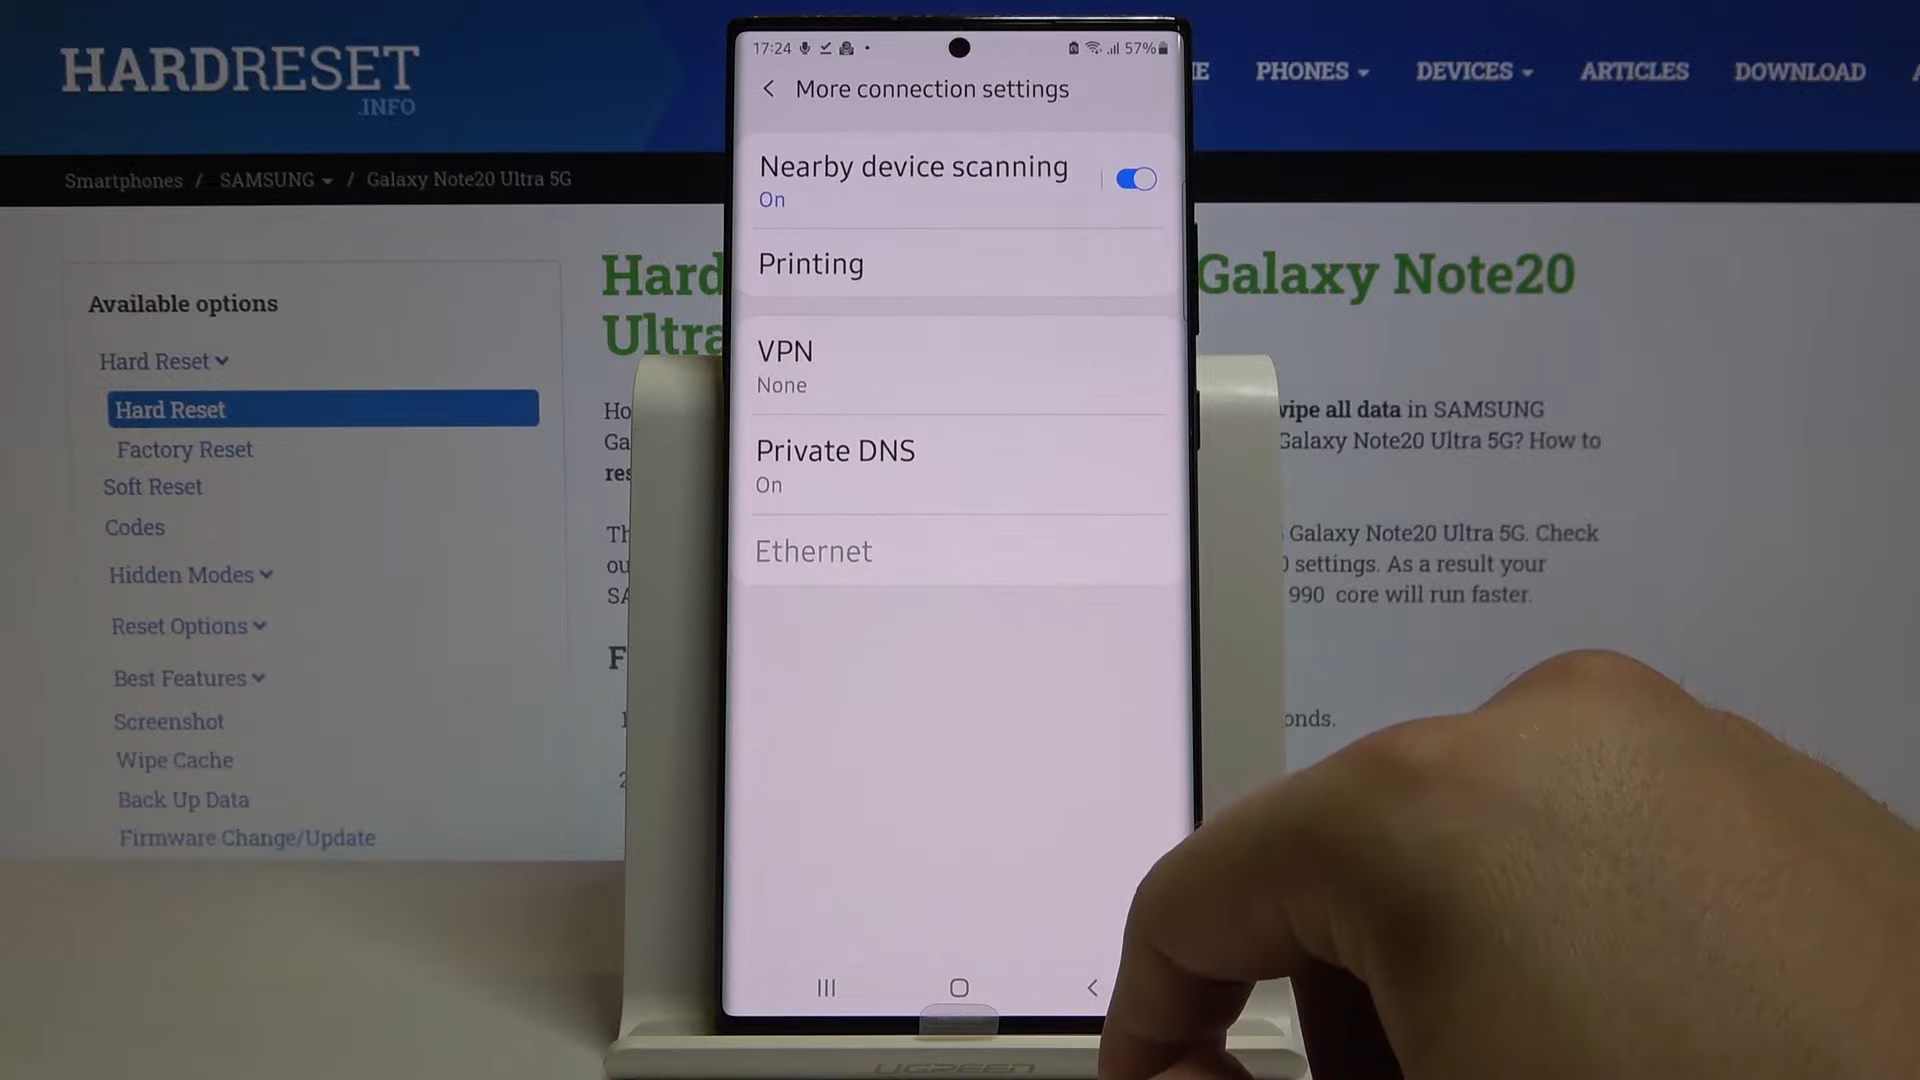 HARDRESET
.INFO
PHONES
DEVICES
ARTICLES
DOWNLOAD
Smartphones / SAMSUNG / Galaxy Note20 Ultra 5G
Available options
Hard Reset
Hard Reset
Factory Reset
Soft Reset
Codes
Hidden Modes
Reset Options
Best Features
Screenshot
Wipe Cache
Back Up Data
Firmware Change/Update
17:24
57%
More connection settings
Nearby device scanning
On
Printing
VPN
None
Private DNS
On
Ethernet
Hard Galaxy Note20
Ultra
wipe all data in SAMSUNG
Galaxy Note20 Ultra 5G? How to
Galaxy Note20 Ultra 5G. Check
settings. As a result your
990 core will run faster.
UGREEN